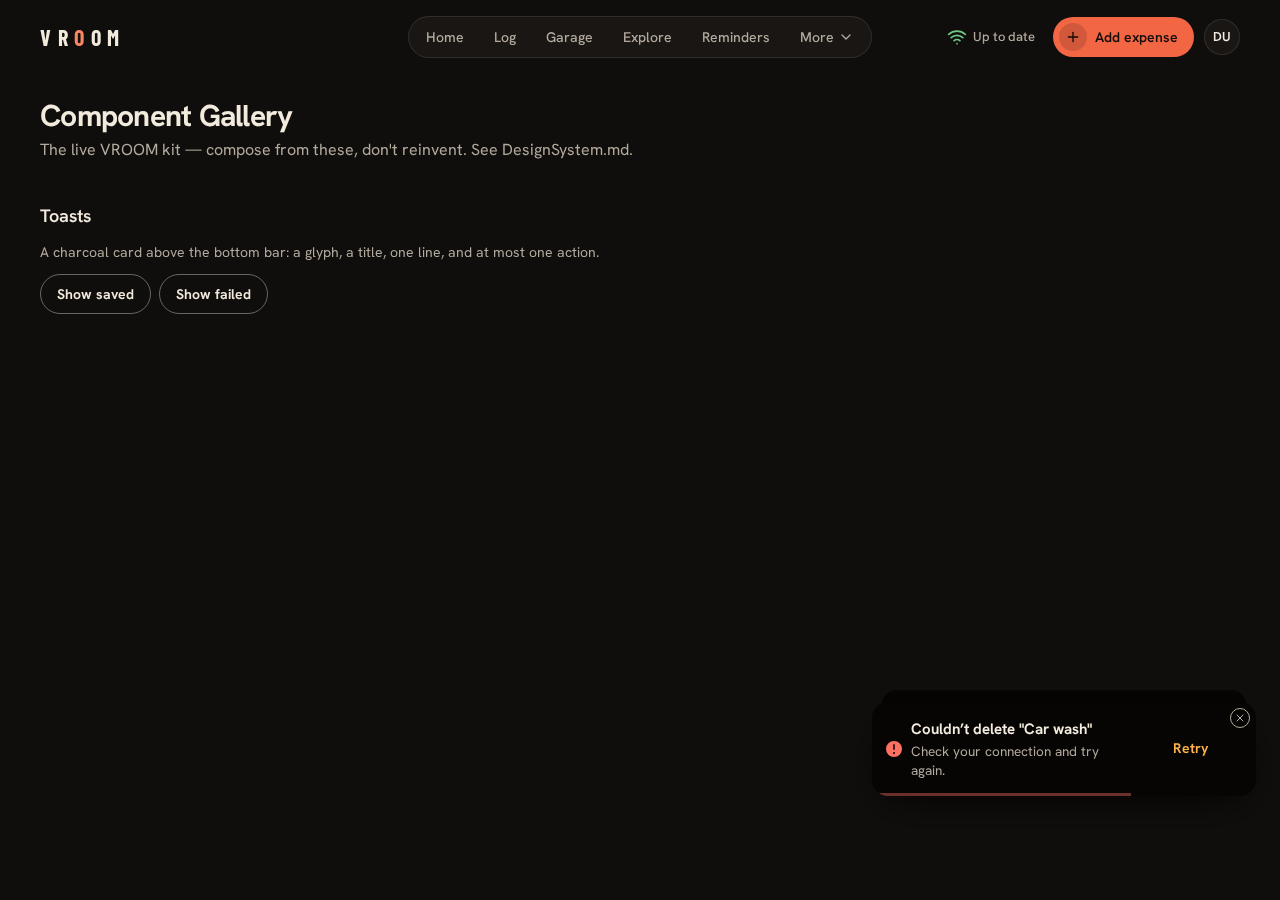 VROOM
Home Log Garage Explore Reminders More
Up to date
Add expense
DU
Component Gallery
The live VROOM kit — compose from these, don't reinvent. See DesignSystem.md.
Toasts
A charcoal card above the bottom bar: a glyph, a title, one line, and at most one action.
Show saved Show failed
Couldn’t delete "Car wash"
Check your connection and try
again.
Retry